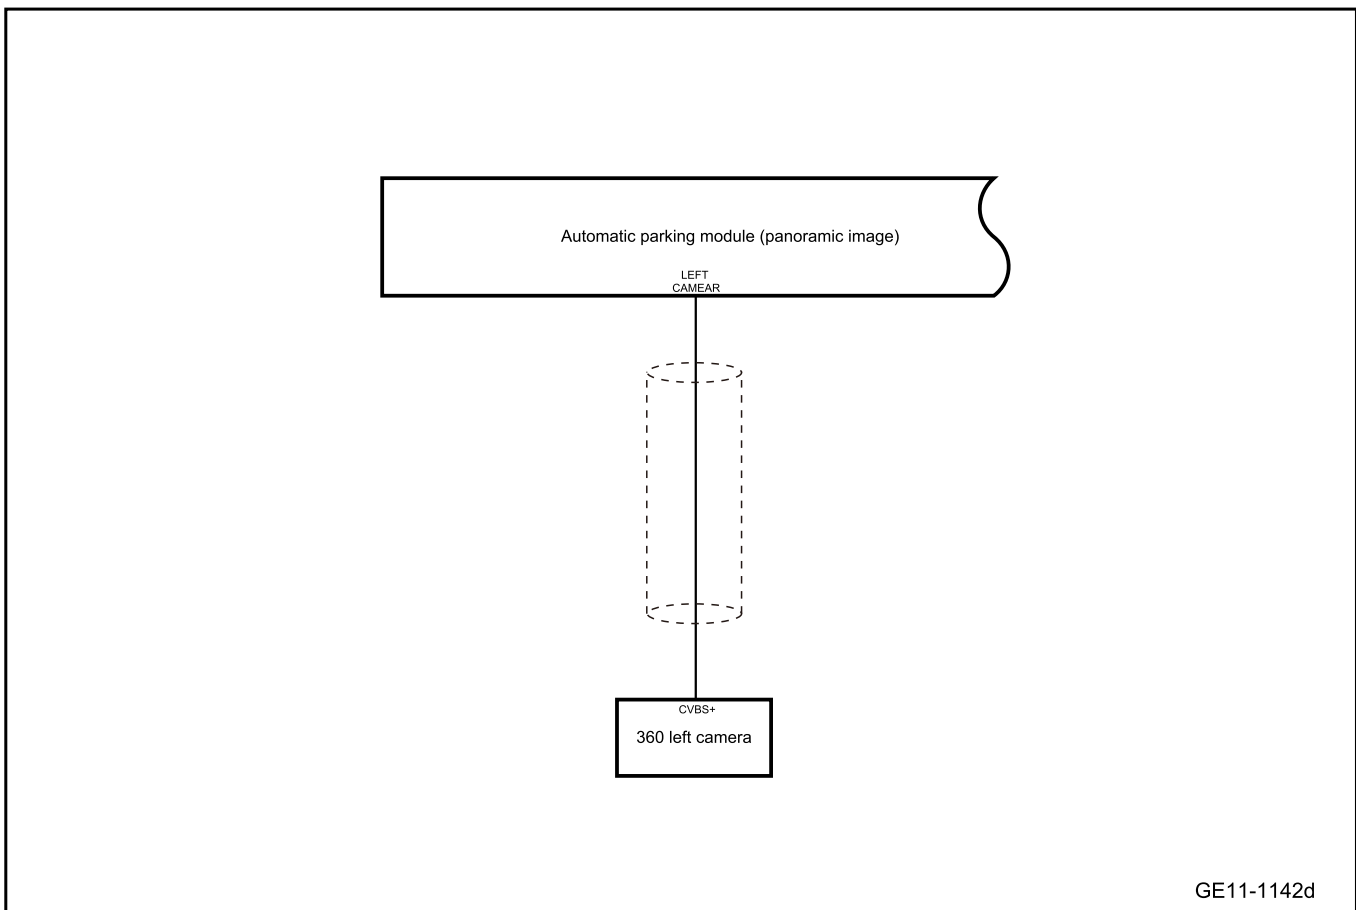 Automatic parking module (panoramic image)
LEFT
CAMEAR
CVBS+
360 left camera
GE11-1142d